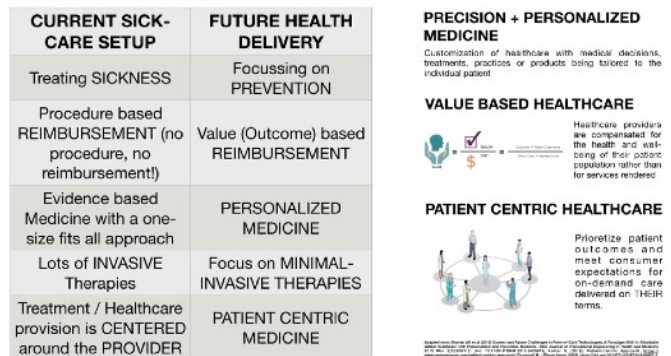 CURRENT SICK-
CARE SETUP
FUTURE HEALTH
DELIVERY
Treating SICKNESS
Focussing on
PREVENTION
Procedure based
REIMBURSEMENT (no
procedure, no
reimbursement!)
Value (Outcome) based
REIMBURSEMENT
Evidence based
Medicine with a one-
size fits all approach
PERSONALIZED
MEDICINE
Lots of INVASIVE
Therapies
Focus on MINIMAL-
INVASIVE THERAPIES
Treatment / Healthcare
provision is CENTERED
around the PROVIDER
PATIENT CENTRIC
MEDICINE
PRECISION + PERSONALIZED
MEDICINE
Customization of healthcare with medical decisions,
treatments, practices or products being tailored to the
individual patient
VALUE BASED HEALTHCARE
Healthcare providers
are compensated for
the health and well-
being of their patient
population rather than
for services rendered
$
PATIENT CENTRIC HEALTHCARE
Prioretize patient
outcomes and
meet consumer
expectations for
on-demand care
delivered on THEIR
terms.